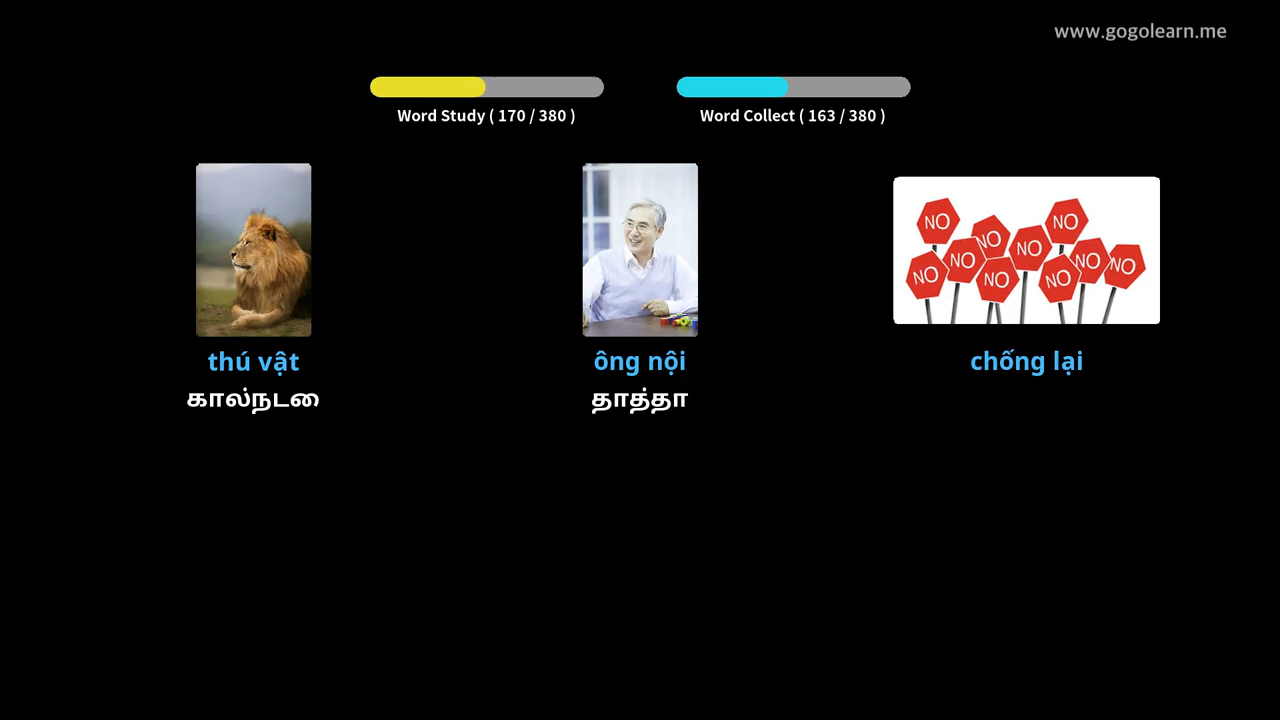 www.gogolearn.me
Word Study ( 170 / 380 )
Word Collect ( 163 / 380 )
NO
NO
NO
NO
NO
NO
NO
NO
NO
NO
thú vật
ông nội
chống lại
கால்நடை
தாத்தா